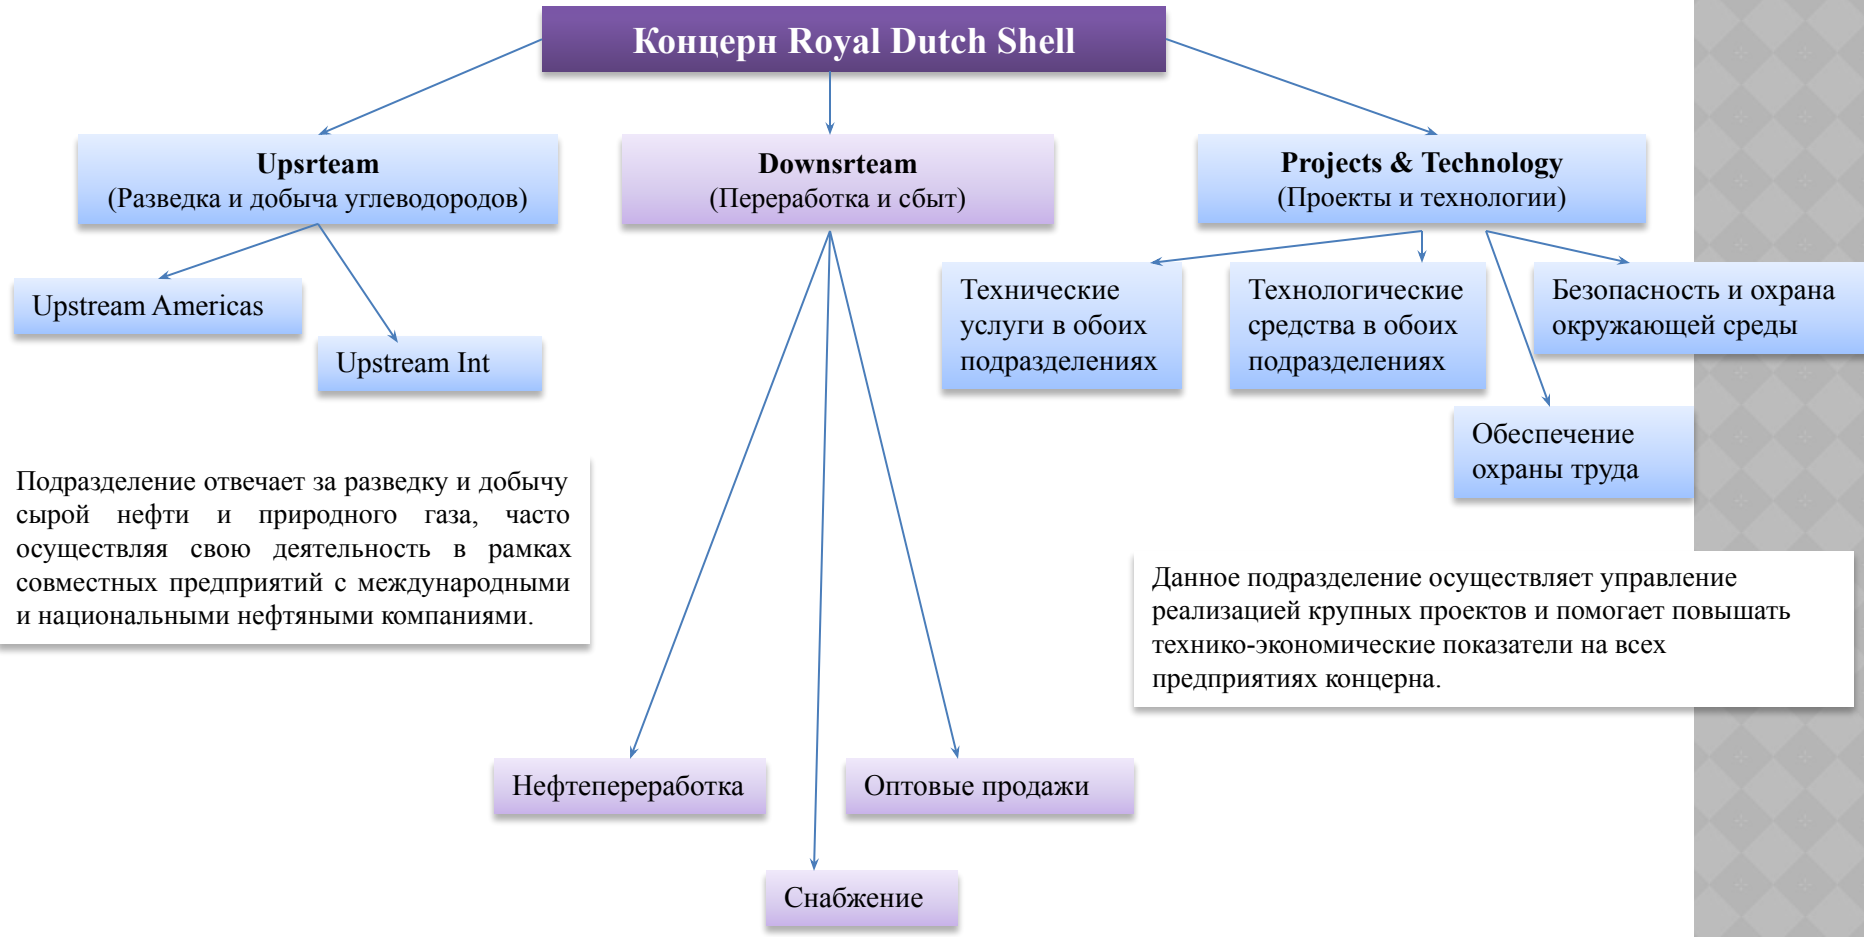 Концерн Royal Dutch Shell
Upsrteam
(Разведка и добыча углеводородов)
Downsrteam
(Переработка и сбыт)
Projects & Technology
(Проекты и технологии)
Upstream Americas
Upstream Int
Технические
услуги в обоих
подразделениях
Технологические
средства в обоих
подразделениях
Безопасность и охрана
окружающей среды
Обеспечение
охраны труда
Подразделение отвечает за разведку и добычу
сырой нефти и природного газа, часто
осуществляя свою деятельность в рамках
совместных предприятий с международными
и национальными нефтяными компаниями.
Данное подразделение осуществляет управление
реализацией крупных проектов и помогает повышать
технико-экономические показатели на всех
предприятиях концерна.
Нефтепереработка
Оптовые продажи
Снабжение